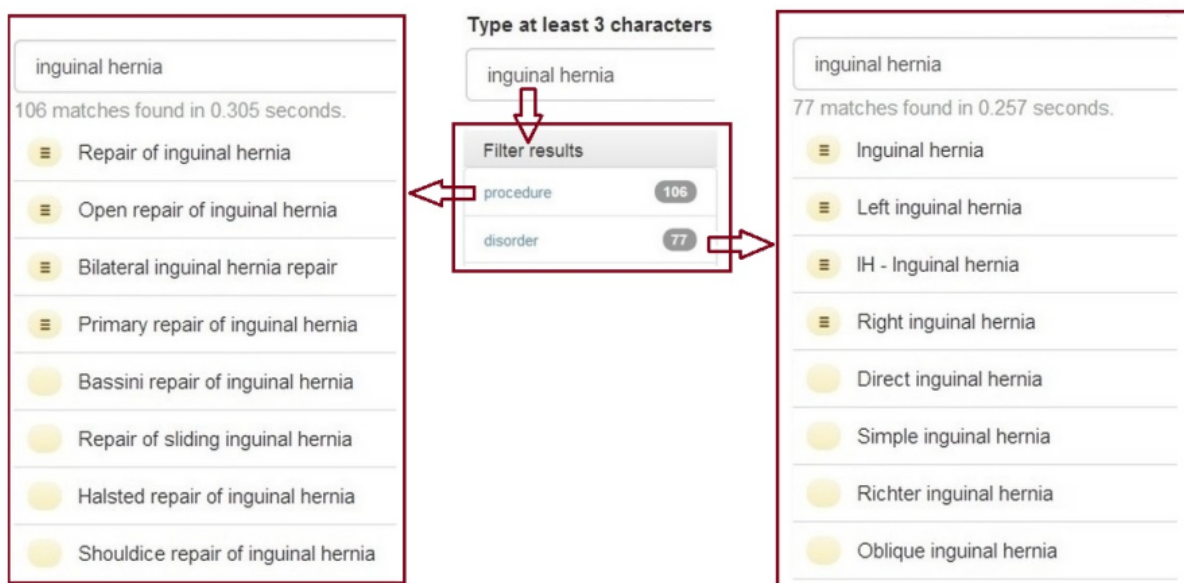 inguinal hernia
106 matches found in 0.305 seconds.
Repair of inguinal hernia
Open repair of inguinal hernia
Bilateral inguinal hernia repair
Primary repair of inguinal hernia
Bassini repair of inguinal hernia
Repair of sliding inguinal hernia
Halsted repair of inguinal hernia
Shouldice repair of inguinal hernia
Type at least 3 characters
inguinal hernia
Filter results
procedure 106
disorder 77
inguinal hernia
77 matches found in 0.257 seconds.
Inguinal hernia
Left inguinal hernia
IH - Inguinal hernia
Right inguinal hernia
Direct inguinal hernia
Simple inguinal hernia
Richter inguinal hernia
Oblique inguinal hernia